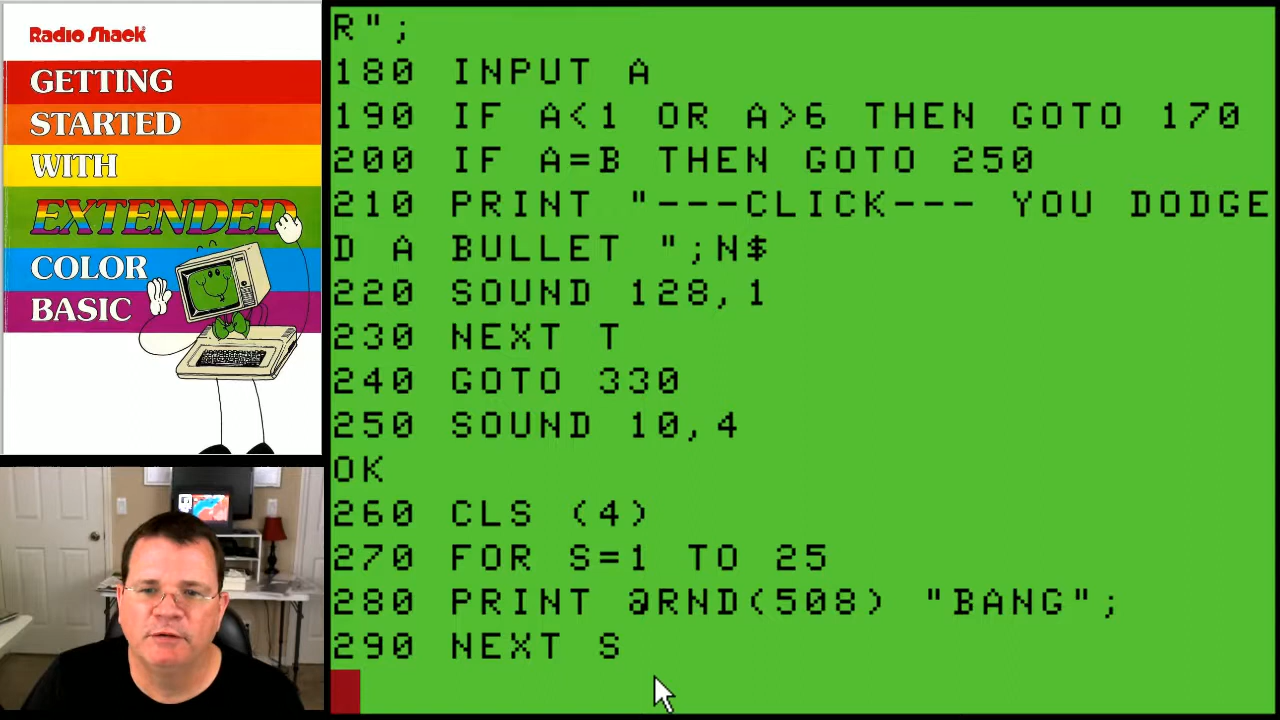 Radio Shack
GETTING
STARTED
WITH
EXTENDED
COLOR
BASIC
R";
180 INPUT A
190 IF A<1 OR A>6 THEN GOTO 170
200 IF A=B THEN GOTO 250
210 PRINT "---CLICK--- YOU DODGE
D A BULLET ";N$
220 SOUND 128,1
230 NEXT T
240 GOTO 330
250 SOUND 10,4
OK
260 CLS (4)
270 FOR S=1 TO 25
280 PRINT @RND(508) "BANG";
290 NEXT S